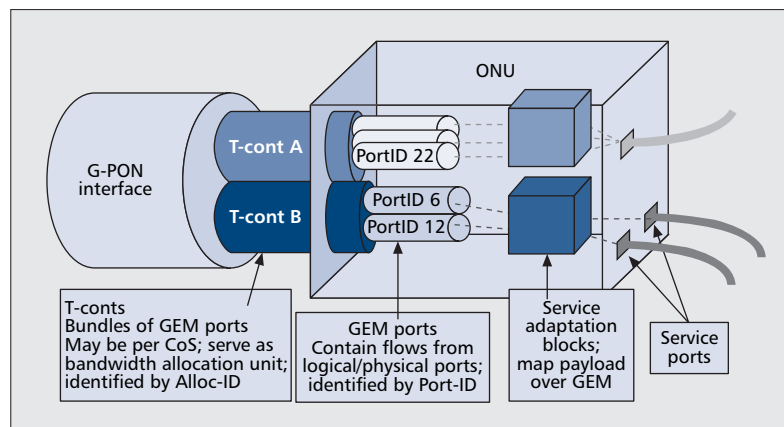 ONU
G-PON
interface
T-cont A
PortID 22
T-cont B
PortID 6
PortID 12
T-conts
Bundles of GEM ports
May be per CoS; serve as
bandwidth allocation unit;
identified by Alloc-ID
GEM ports
Contain flows from
logical/physical ports;
identified by Port-ID
Service
adaptation
blocks;
map payload
over GEM
Service
ports